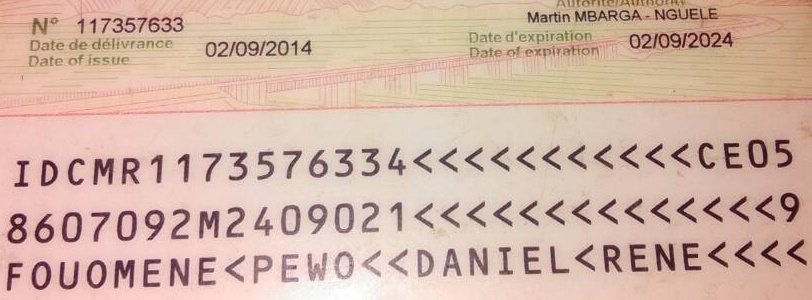 Autorité/Authority
N° 117357633
Martin MBARGA - NGUELE
Date de délivrance
Date of issue
02/09/2014
Date d'expiration
Date of expiration
02/09/2024
IDCMR1173576334<<<<<<<<<<<<CE05
8607092M2409021<<<<<<<<<<<<<<<9
FOUOMENE<PEWO<<DANIEL<RENE<<<<